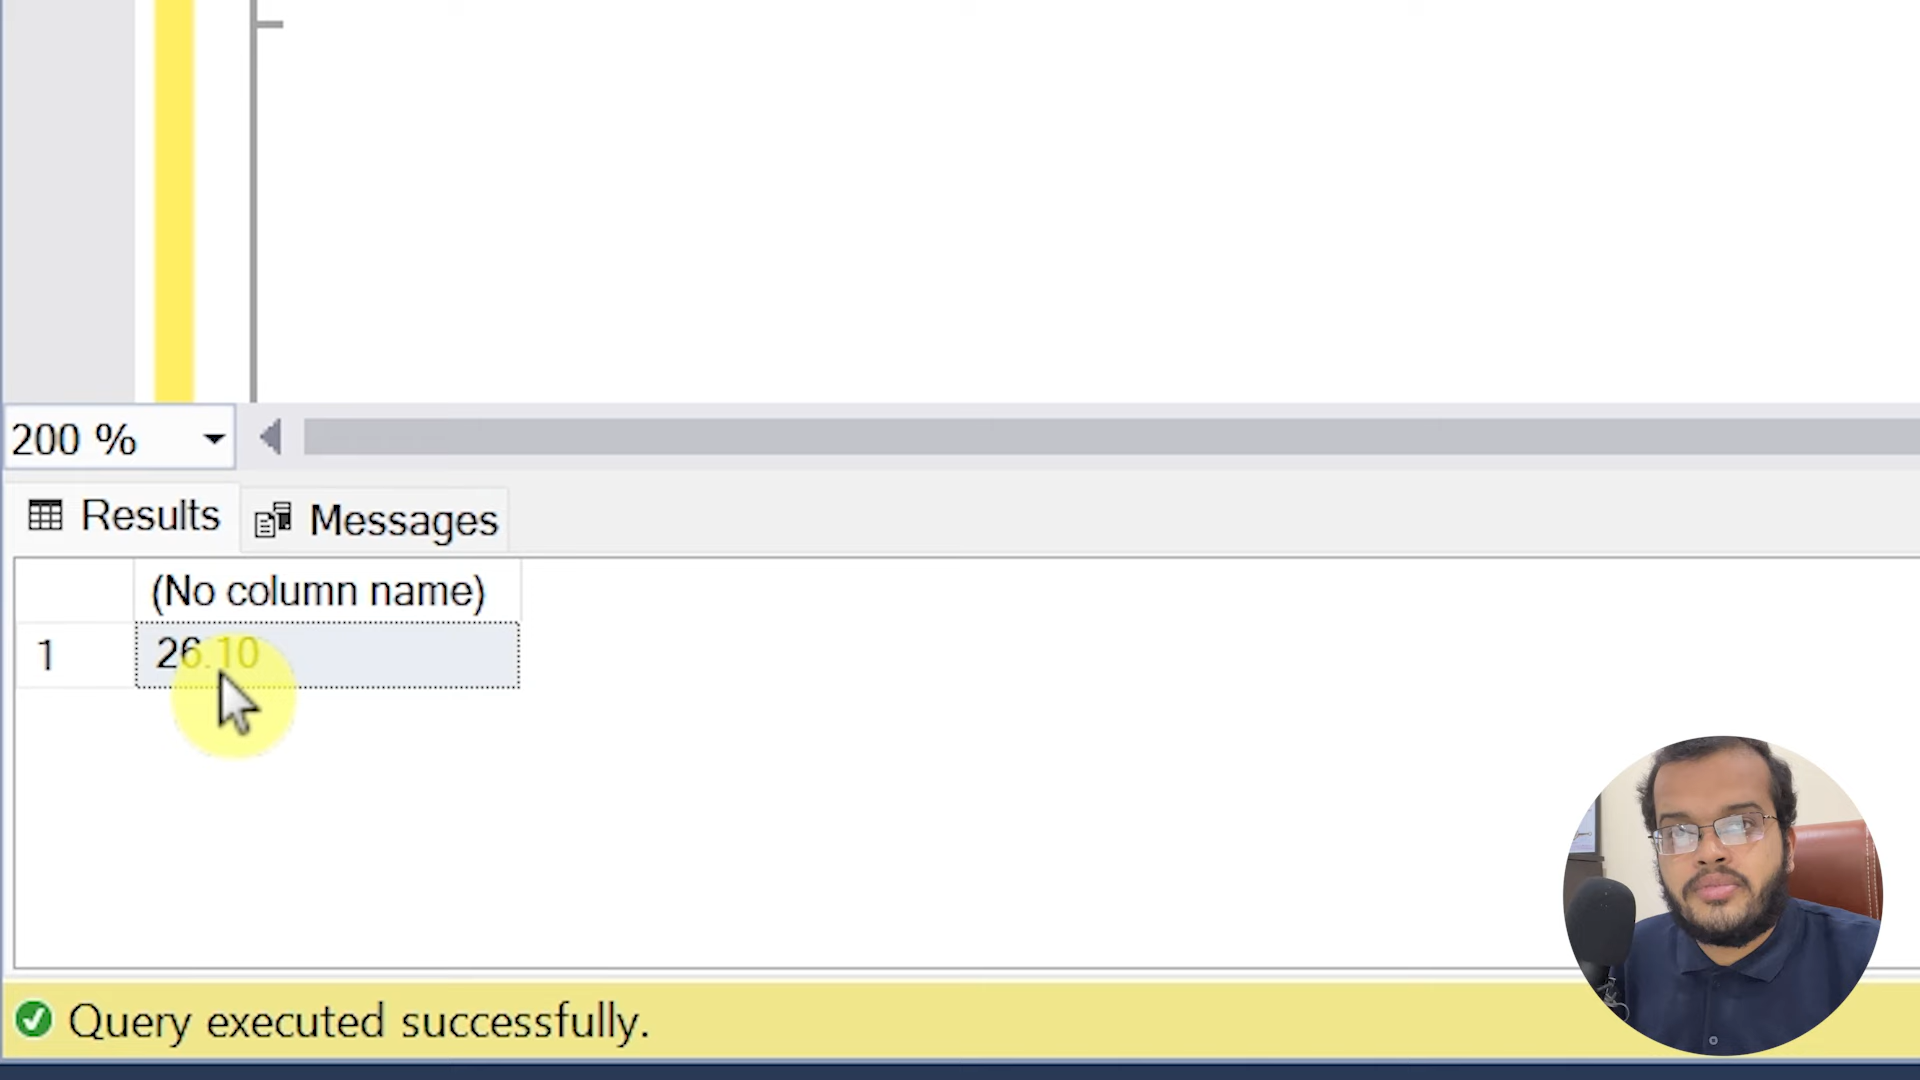 200 %
Results Messages
(No column name)
1 26.10
Query executed successfully.